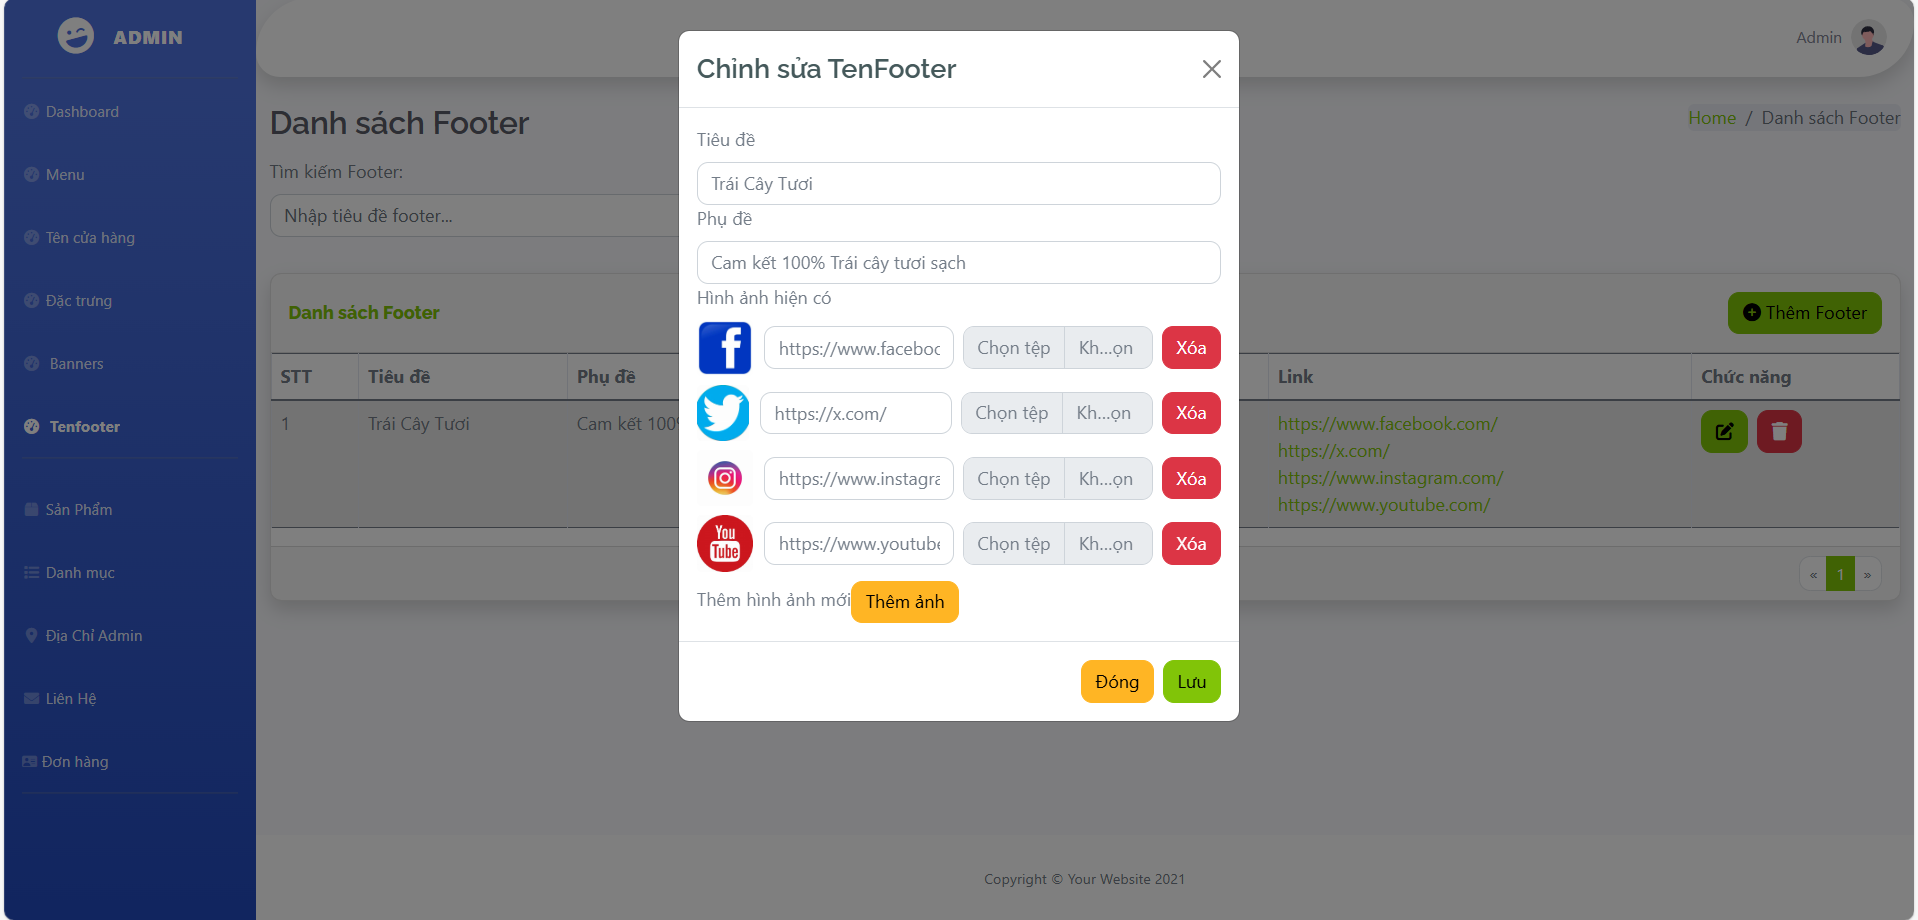 ADMIN
Dashboard
Menu
Tên cửa hàng
Đặc trưng
Banners
Tenfooter
Sản Phẩm
Danh mục
Địa Chỉ Admin
Liên Hệ
Đơn hàng
Admin
Danh sách Footer
Home / Danh sách Footer
Tìm kiếm Footer:
Nhập tiêu đề footer...
Danh sách Footer
Thêm Footer
STT Tiêu đề Phụ đề Link Chức năng
1 Trái Cây Tươi Cam kết 100%
https://www.facebook.com/
https://x.com/
https://www.instagram.com/
https://www.youtube.com/
« 1 »
Copyright © Your Website 2021
Chỉnh sửa TenFooter
Tiêu đề
Trái Cây Tươi
Phụ đề
Cam kết 100% Trái cây tươi sạch
Hình ảnh hiện có
f https://www.faceboo Chọn tệp Kh...ọn Xóa
https://x.com/ Chọn tệp Kh...ọn Xóa
https://www.instagra Chọn tệp Kh...ọn Xóa
You Tube https://www.youtube Chọn tệp Kh...ọn Xóa
Thêm hình ảnh mới Thêm ảnh
Đóng Lưu